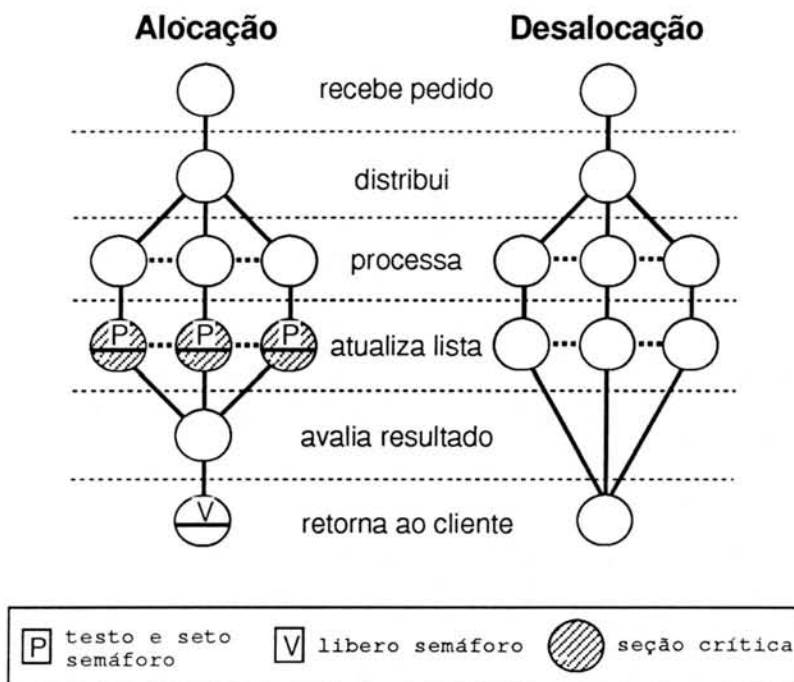 Alocação
Desalocação
recebe pedido
distribui
processa
P P P atualiza lista
avalia resultado
V retorna ao cliente
P testo e seto semáforo
V libero semáforo
seção crítica